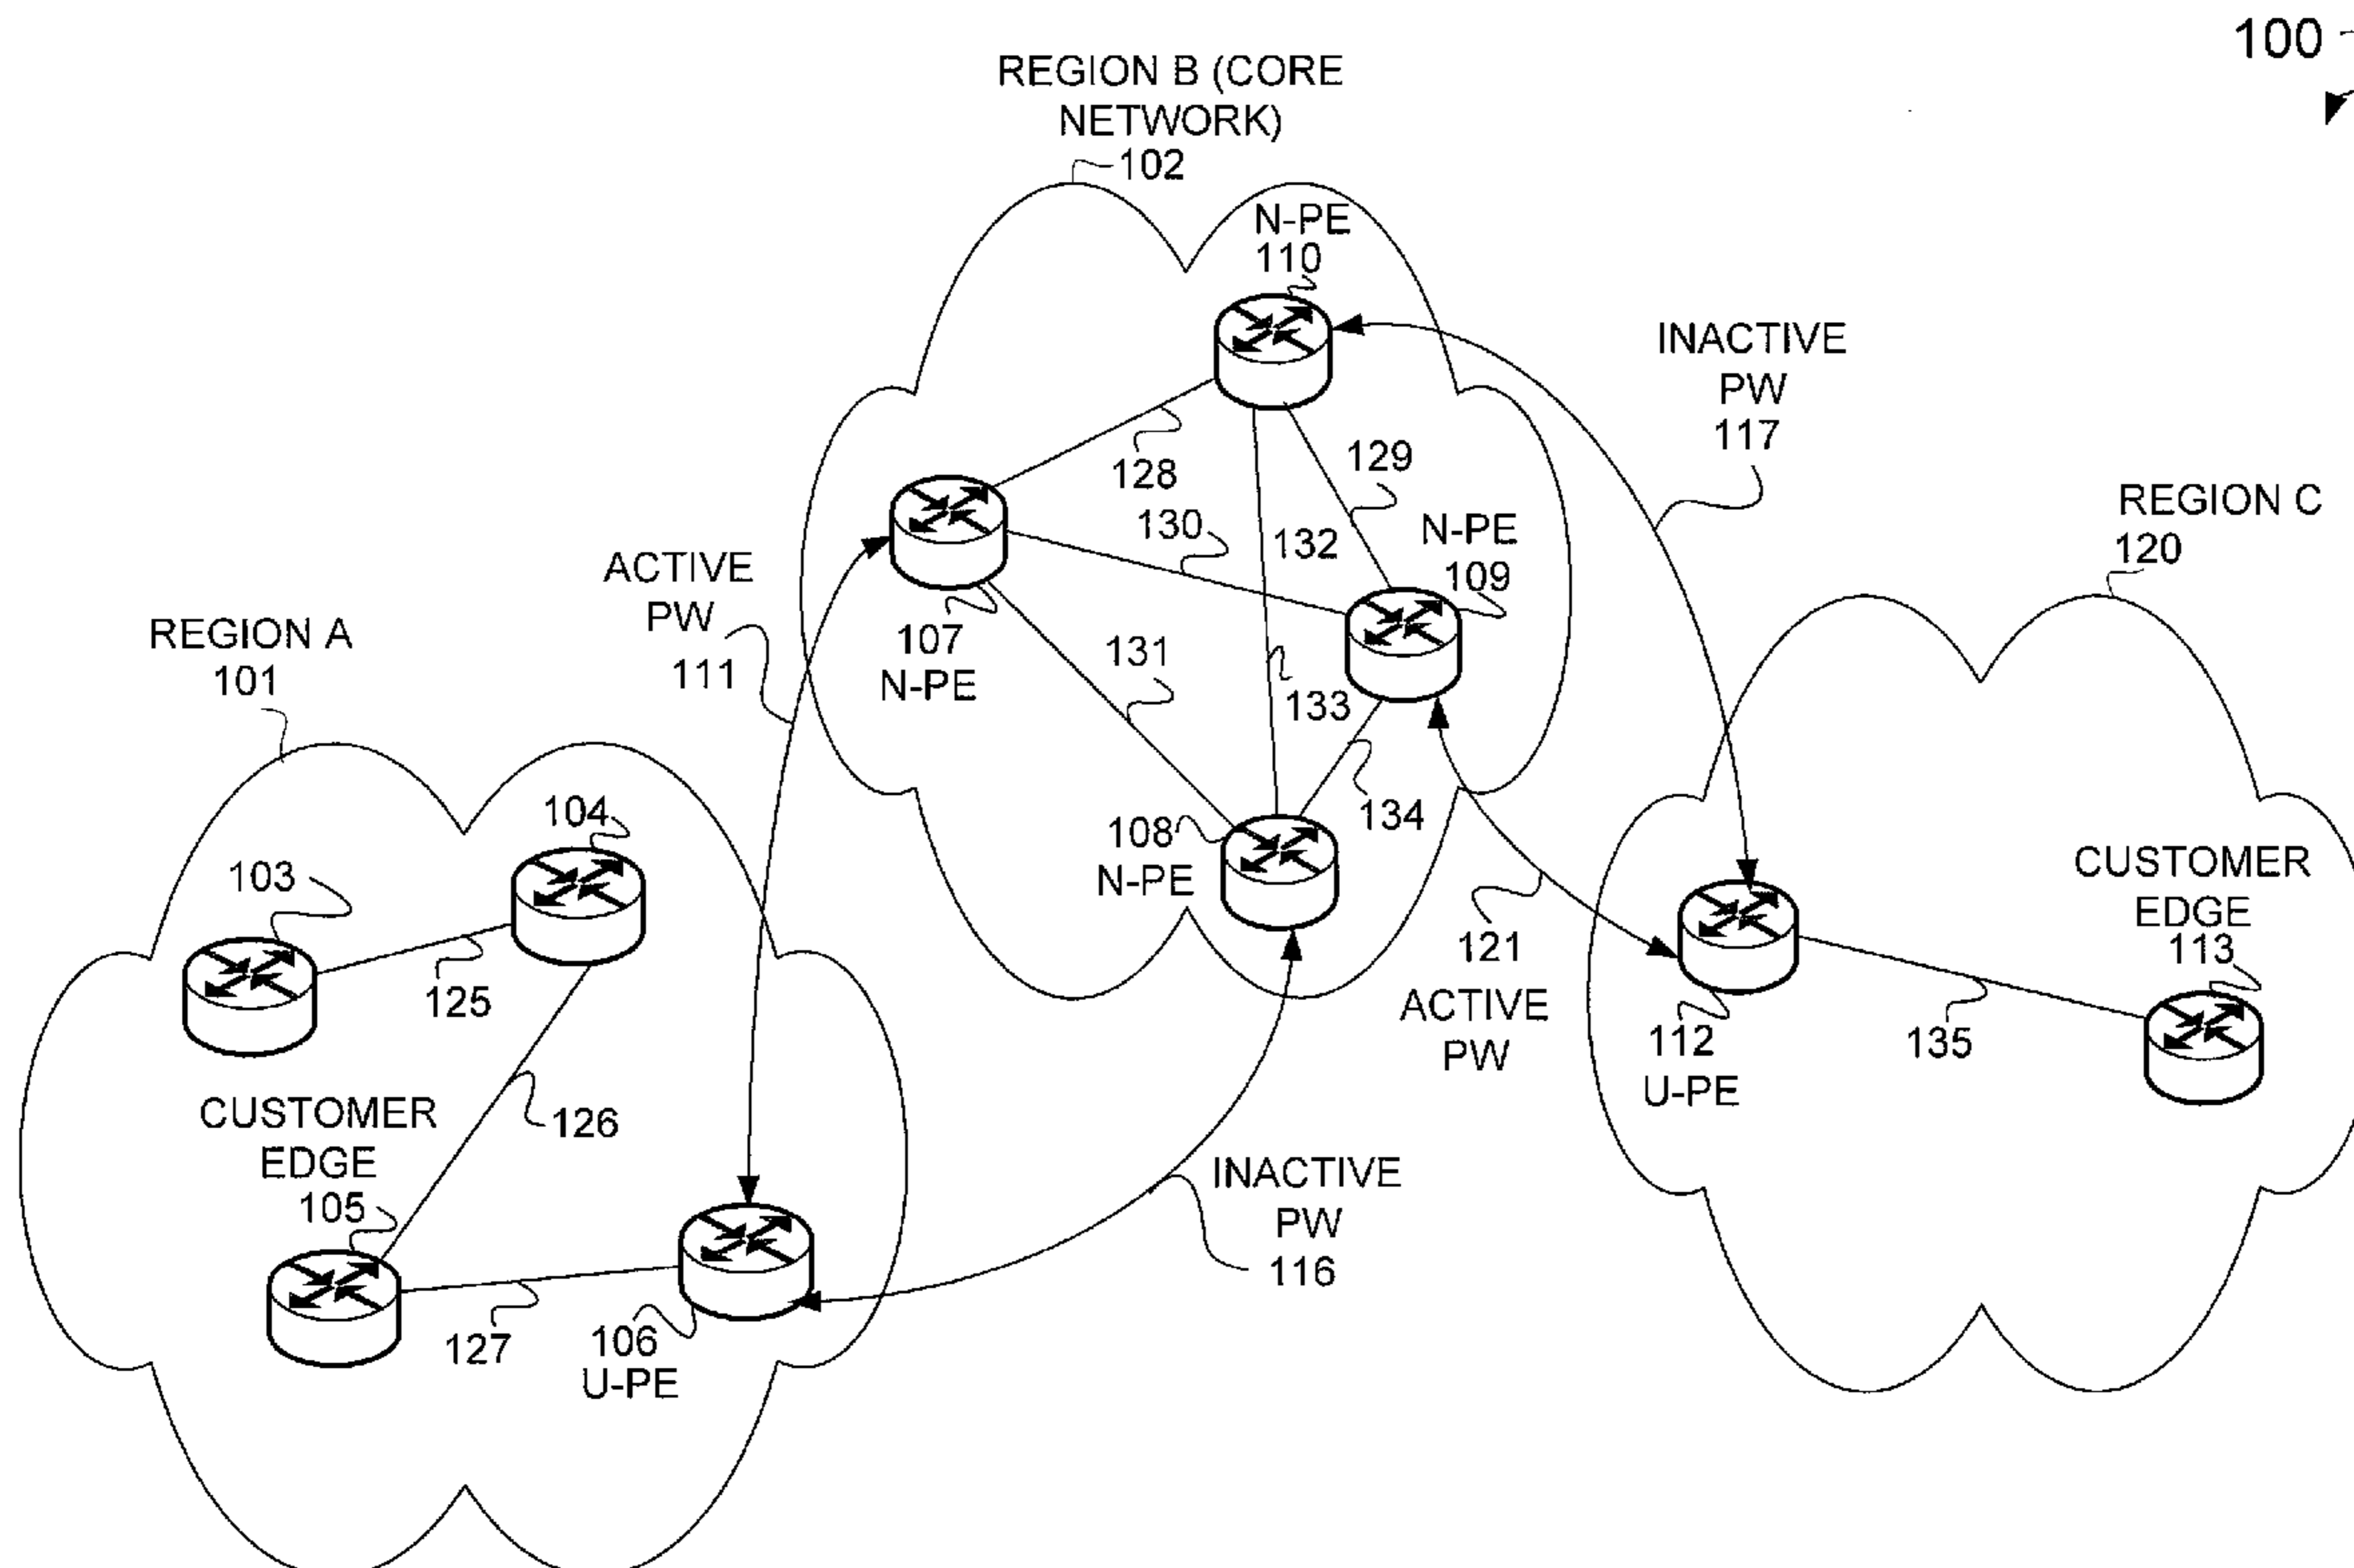 100
REGION B (CORE
NETWORK)
102
N-PE
110
INACTIVE
PW
117
128
129
130
132
N-PE
109
REGION C
120
ACTIVE
PW
111
107
N-PE
131
133
134
REGION A
101
104
103
125
108
N-PE
121
ACTIVE
PW
CUSTOMER
EDGE
113
112
U-PE
135
126
CUSTOMER
EDGE
105
127
106
U-PE
INACTIVE
PW
116